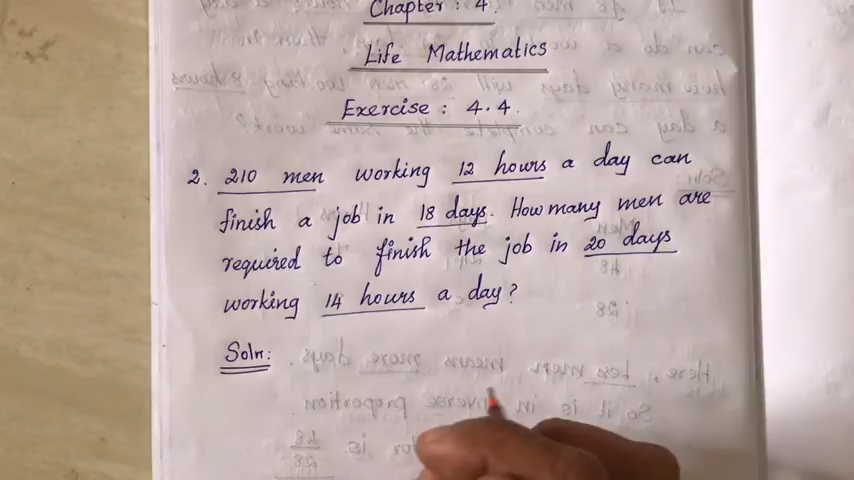 Chapter : 4
Life Mathematics
Exercise : 4.4.
2. 210 men working 12 hours a day can
finish a job in 18 days. How many men are
required to finish the job in 20 days
working 14 hours a day?
Soln: